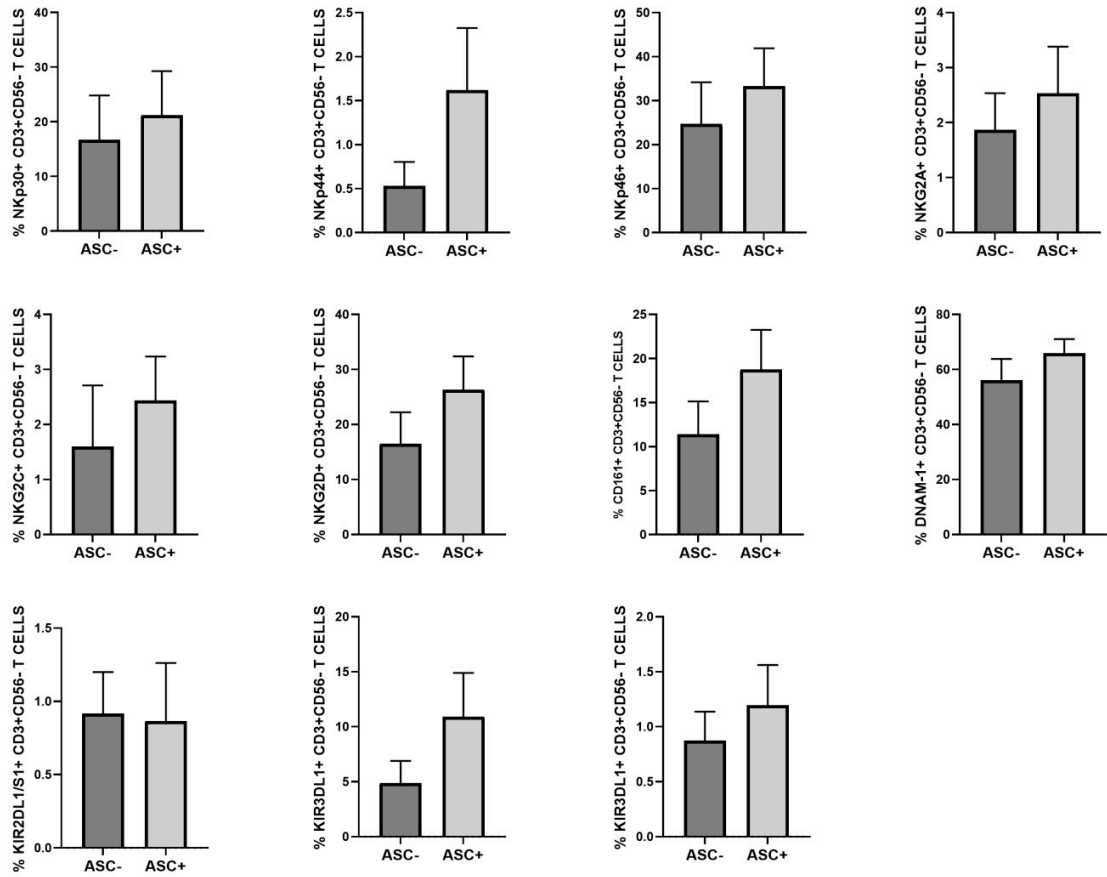 % NKp30+ CD3+CD56- T CELLS
40
30
20
10
0
ASC- ASC+
% NKp44+ CD3+CD56- T CELLS
2.5
2.0
1.5
1.0
0.5
0.0
ASC- ASC+
% NKp46+ CD3+CD56- T CELLS
50
40
30
20
10
0
ASC- ASC+
% NKG2A+ CD3+CD56- T CELLS
4
3
2
1
0
ASC- ASC+
% NKG2C+ CD3+CD56- T CELLS
4
3
2
1
0
ASC- ASC+
% NKG2D+ CD3+CD56- T CELLS
40
30
20
10
0
ASC- ASC+
% CD161+ CD3+CD56- T CELLS
25
20
15
10
5
0
ASC- ASC+
% DNAM-1+ CD3+CD56- T CELLS
80
60
40
20
0
ASC- ASC+
% KIR2DL1/S1+ CD3+CD56- T CELLS
1.5
1.0
0.5
0.0
ASC- ASC+
% KIR3DL1+ CD3+CD56- T CELLS
20
15
10
5
0
ASC- ASC+
% KIR3DL1+ CD3+CD56- T CELLS
2.0
1.5
1.0
0.5
0.0
ASC- ASC+